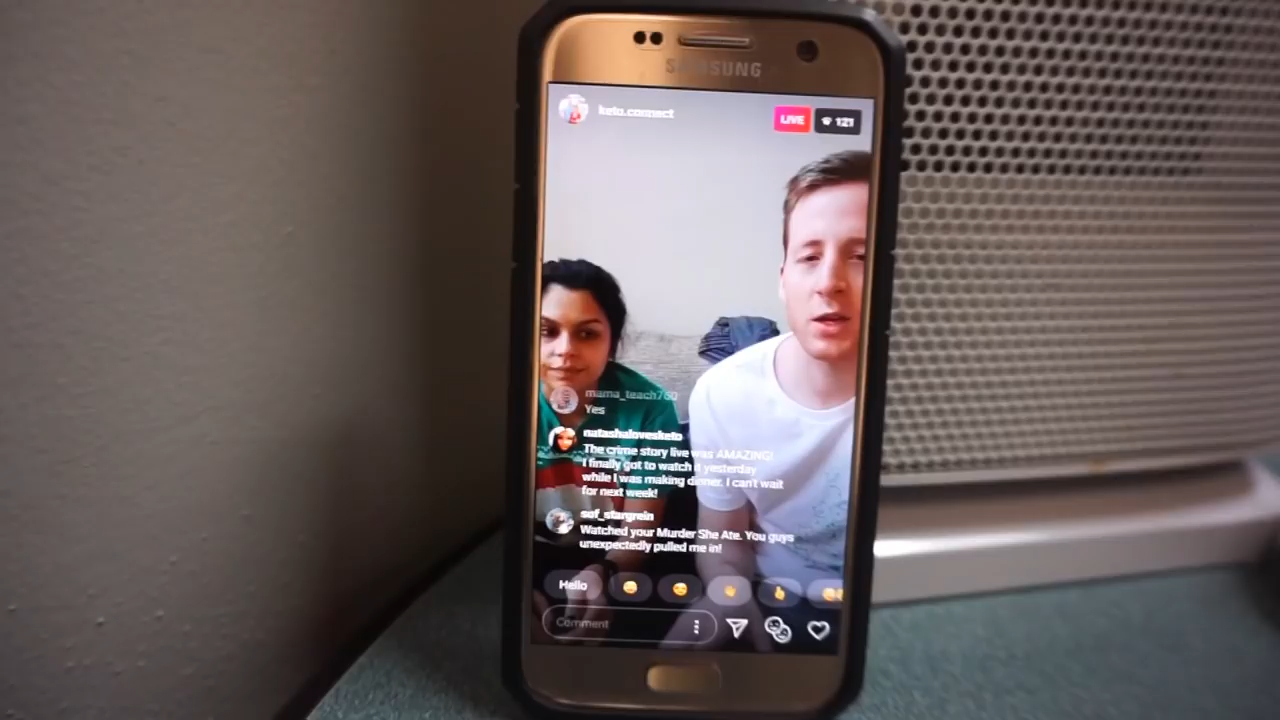 SAMSUNG
keto.connect
LIVE
121
mama_teach760
Yes
natashalovesketo
The crime story live was AMAZING!
I finally got to watch it yesterday
while I was making dinner. I can't wait
for next week!
sof_stargrein
Watched your Murder She Ate. You guys
unexpectedly pulled me in!
Hello
Comment